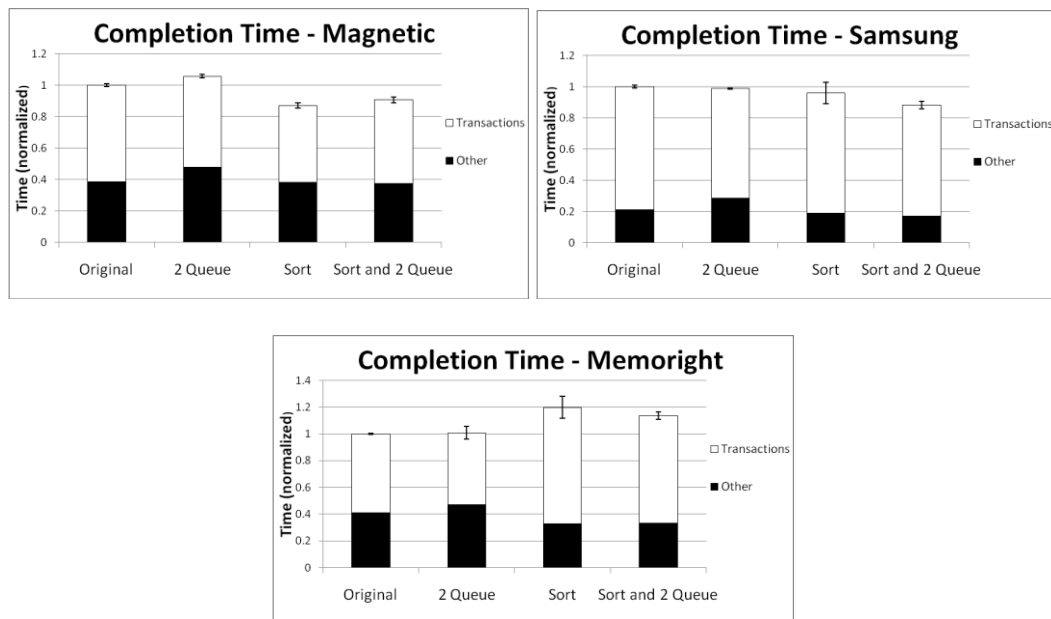 Completion Time - Magnetic
Time (normalized)
1.2
1
0.8
0.6
0.4
0.2
0
Original
2 Queue
Sort
Sort and 2 Queue
Transactions
Other
Completion Time - Samsung
Time (normalized)
1.2
1
0.8
0.6
0.4
0.2
0
Original
2 Queue
Sort
Sort and 2 Queue
Transactions
Other
Completion Time - Memoright
Time (normalized)
1.4
1.2
1
0.8
0.6
0.4
0.2
0
Original
2 Queue
Sort
Sort and 2 Queue
Transactions
Other